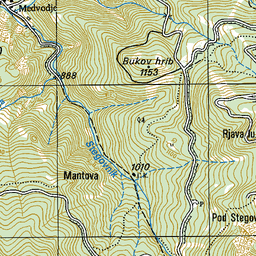 Medvodje
Bukov hrib
1153
888
Rjava
Stegovnik
1010
Mantova
Pod Stegov